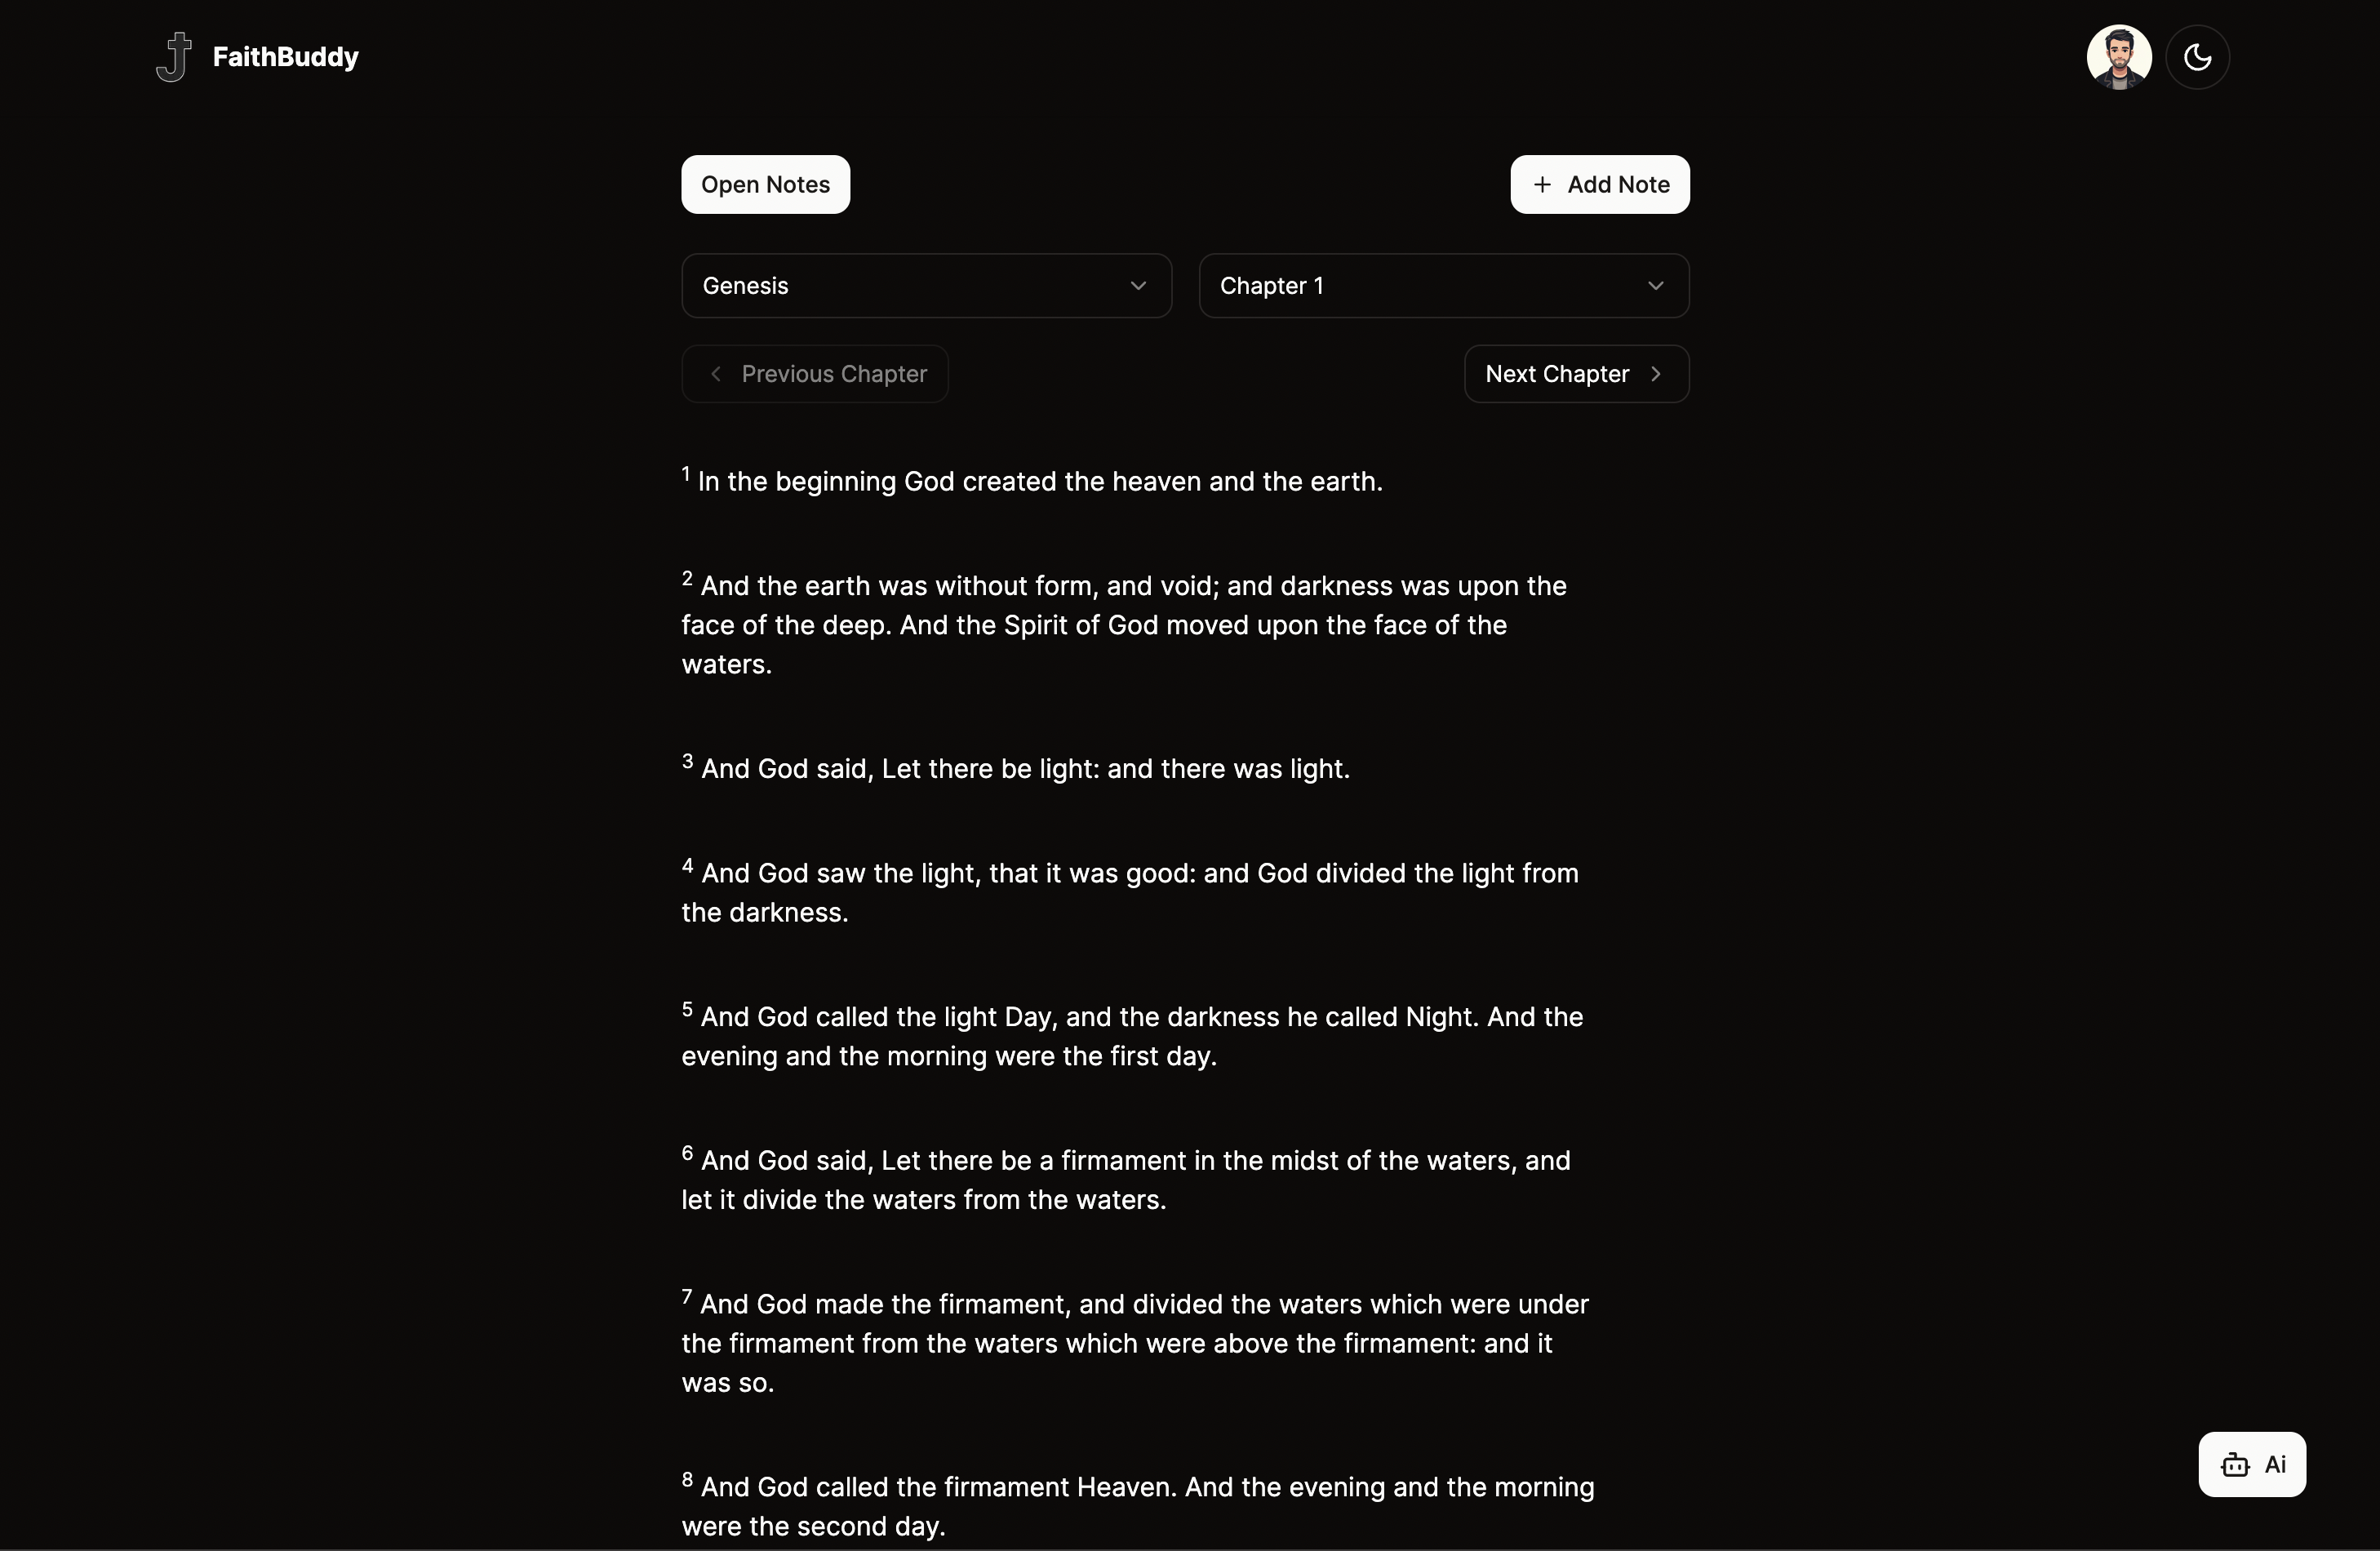 FaithBuddy
Open Notes
Add Note
Genesis
Chapter 1
Previous Chapter
Next Chapter
1 In the beginning God created the heaven and the earth.
2 And the earth was without form, and void; and darkness was upon the
face of the deep. And the Spirit of God moved upon the face of the
waters.
3 And God said, Let there be light: and there was light.
4 And God saw the light, that it was good: and God divided the light from
the darkness.
5 And God called the light Day, and the darkness he called Night. And the
evening and the morning were the first day.
6 And God said, Let there be a firmament in the midst of the waters, and
let it divide the waters from the waters.
7 And God made the firmament, and divided the waters which were under
the firmament from the waters which were above the firmament: and it
was so.
8 And God called the firmament Heaven. And the evening and the morning
were the second day.
Ai